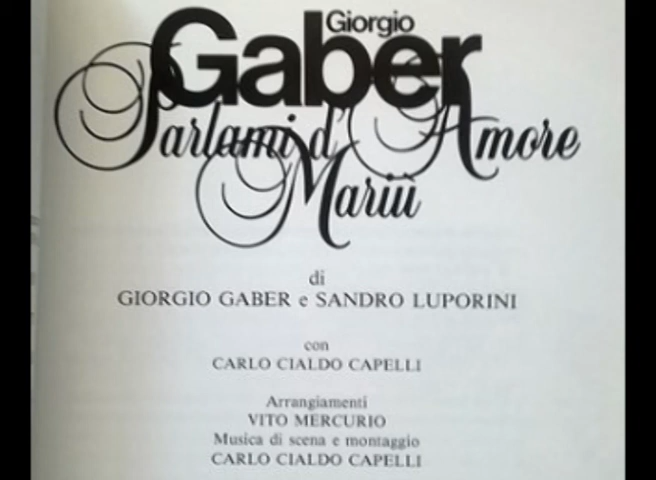 Giorgio
Gaber
Parlami d'Amore
Mariù
di
GIORGIO GABER e SANDRO LUPORINI
con
CARLO CIALDO CAPELLI
Arrangiamenti
VITO MERCURIO
Musica di scena e montaggio
CARLO CIALDO CAPELLI